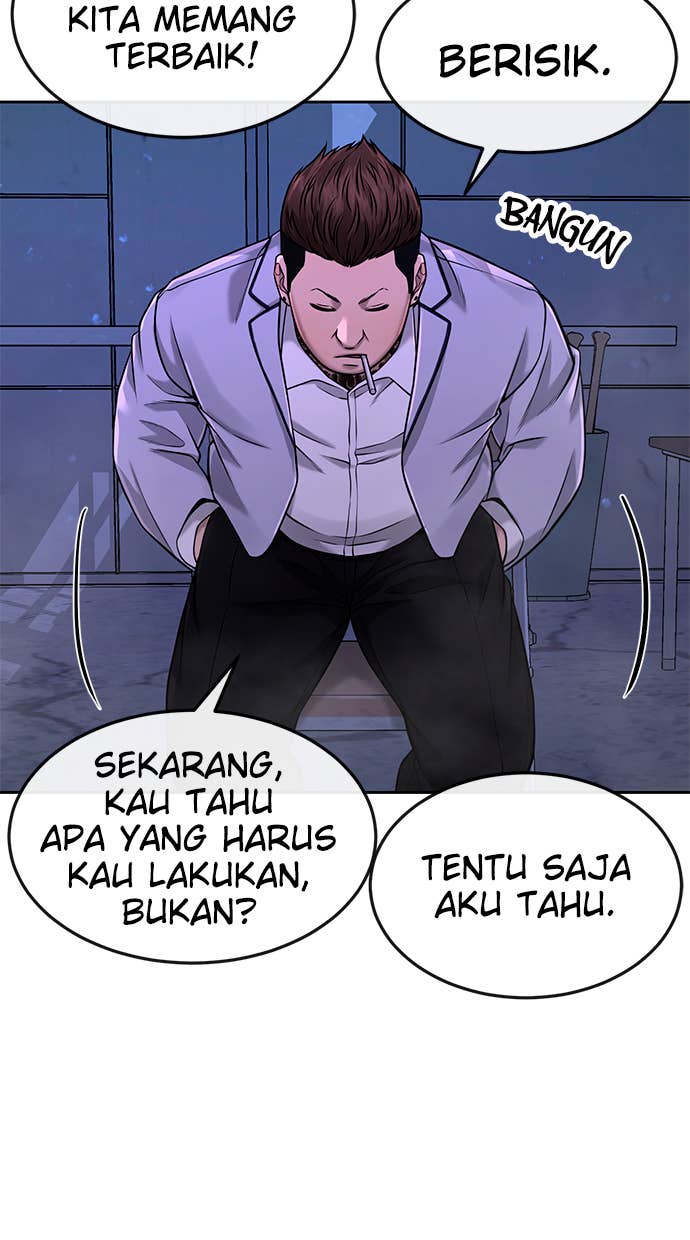 KITA MEMANG
TERBAIK!
BERISIK.
BANGUN
SEKARANG,
KAU TAHU
APA YANG HARUS
KAU LAKUKAN,
BUKAN?
TENTU SAJA
AKU TAHU.